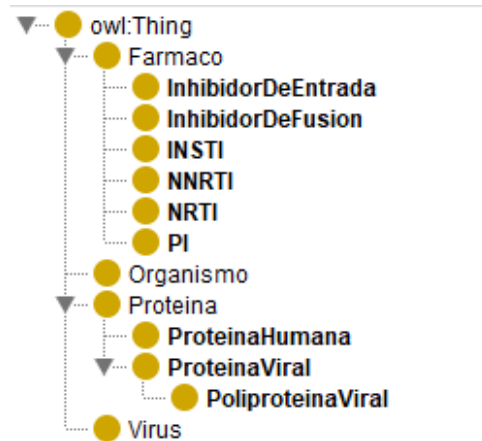 owl:Thing
Farmaco
InhibidorDeEntrada
InhibidorDeFusion
INSTI
NNRTI
NRTI
PI
Organismo
Proteina
ProteinaHumana
ProteinaViral
PoliproteinaViral
Virus